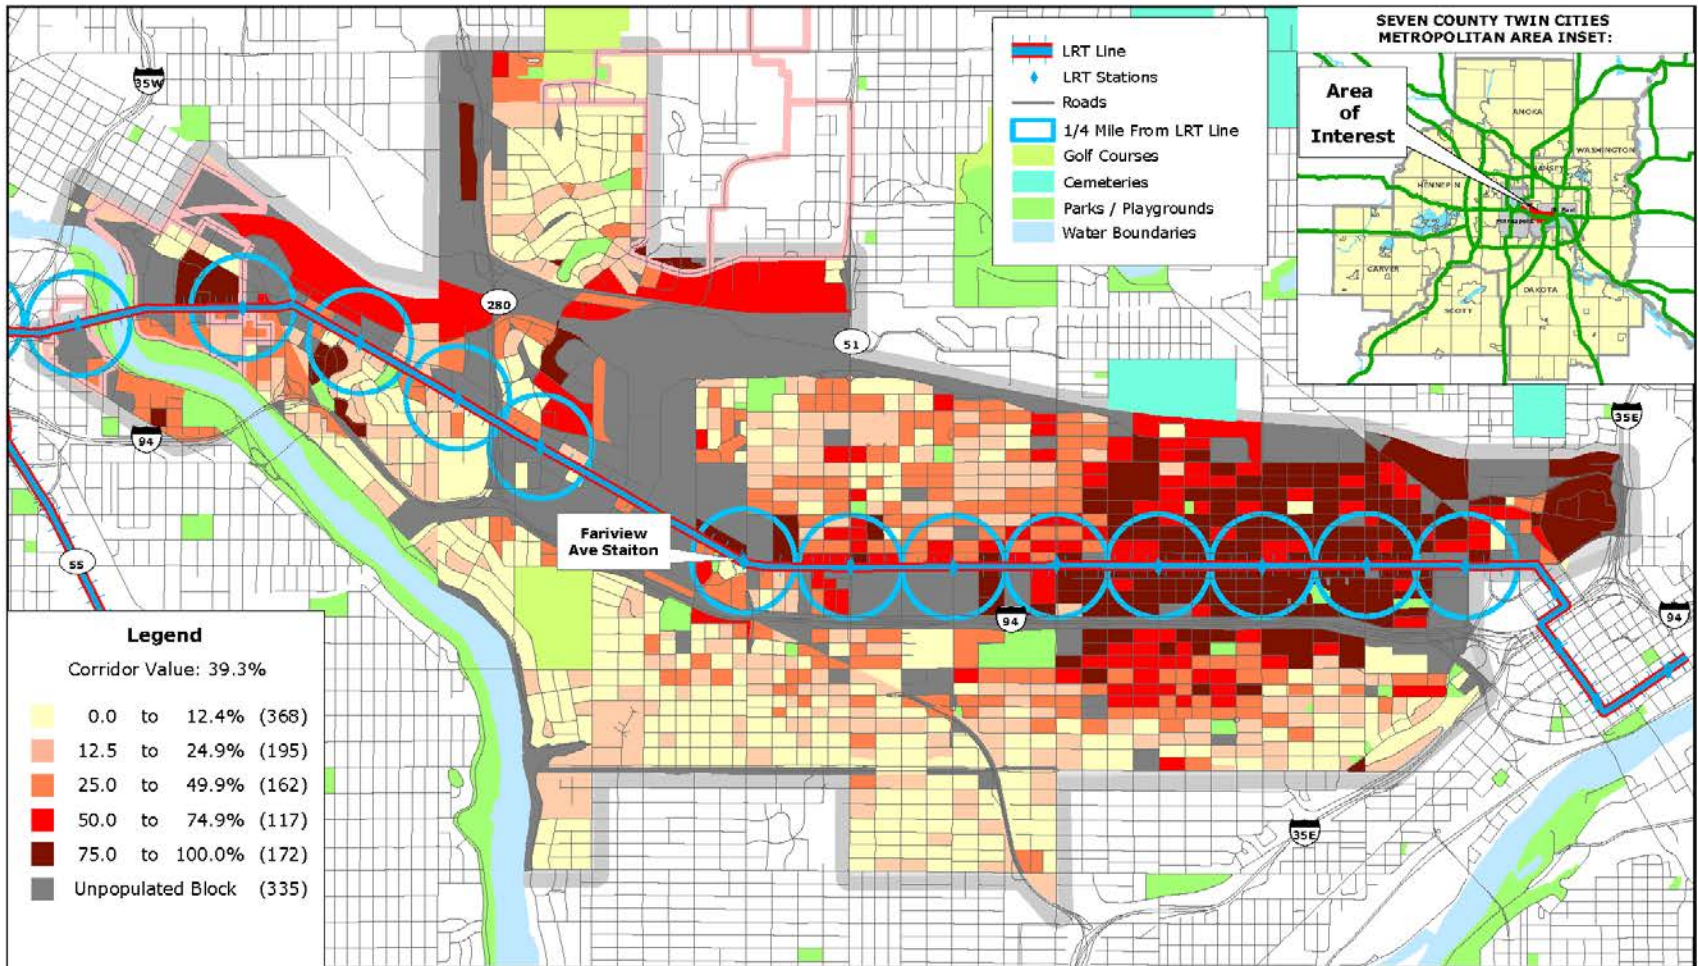 LRT Line
LRT Stations
Roads
1/4 Mile From LRT Line
Golf Courses
Cemeteries
Parks / Playgrounds
Water Boundaries
SEVEN COUNTY TWIN CITIES
METROPOLITAN AREA INSET:
Area
of
Interest
ANOKA
WASHINGTON
RAMSEY
HENNEPIN
CARVER
SCOTT
DAKOTA
35W
280
51
94
35E
55
Fariview
Ave Staiton
94
94
35E
Legend
Corridor Value: 39.3%
0.0 to 12.4% (368)
12.5 to 24.9% (195)
25.0 to 49.9% (162)
50.0 to 74.9% (117)
75.0 to 100.0% (172)
Unpopulated Block (335)